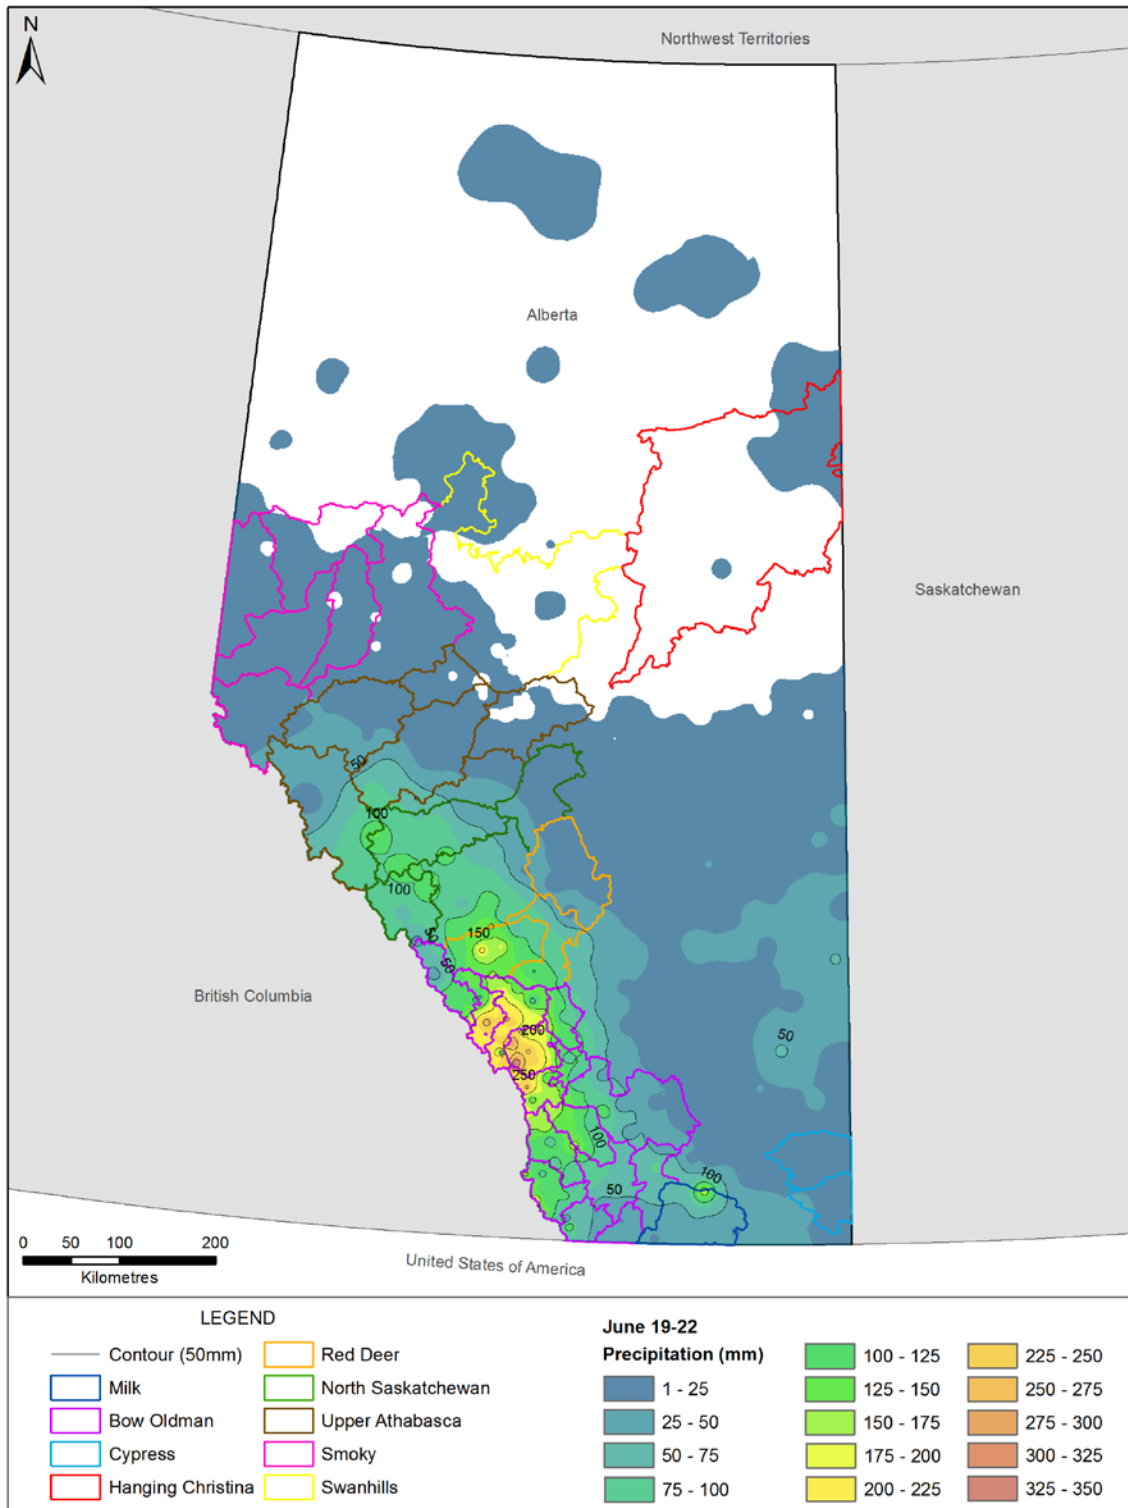 N
Northwest Territories
Alberta
Saskatchewan
50
100
100
50
50
150
British Columbia
200
50
250
100
100
50
0 50 100 200
Kilometres
United States of America
LEGEND
Contour (50mm)
Milk
Bow Oldman
Cypress
Hanging Christina
Red Deer
North Saskatchewan
Upper Athabasca
Smoky
Swanhills
June 19-22
Precipitation (mm)
1 - 25
25 - 50
50 - 75
75 - 100
100 - 125
125 - 150
150 - 175
175 - 200
200 - 225
225 - 250
250 - 275
275 - 300
300 - 325
325 - 350